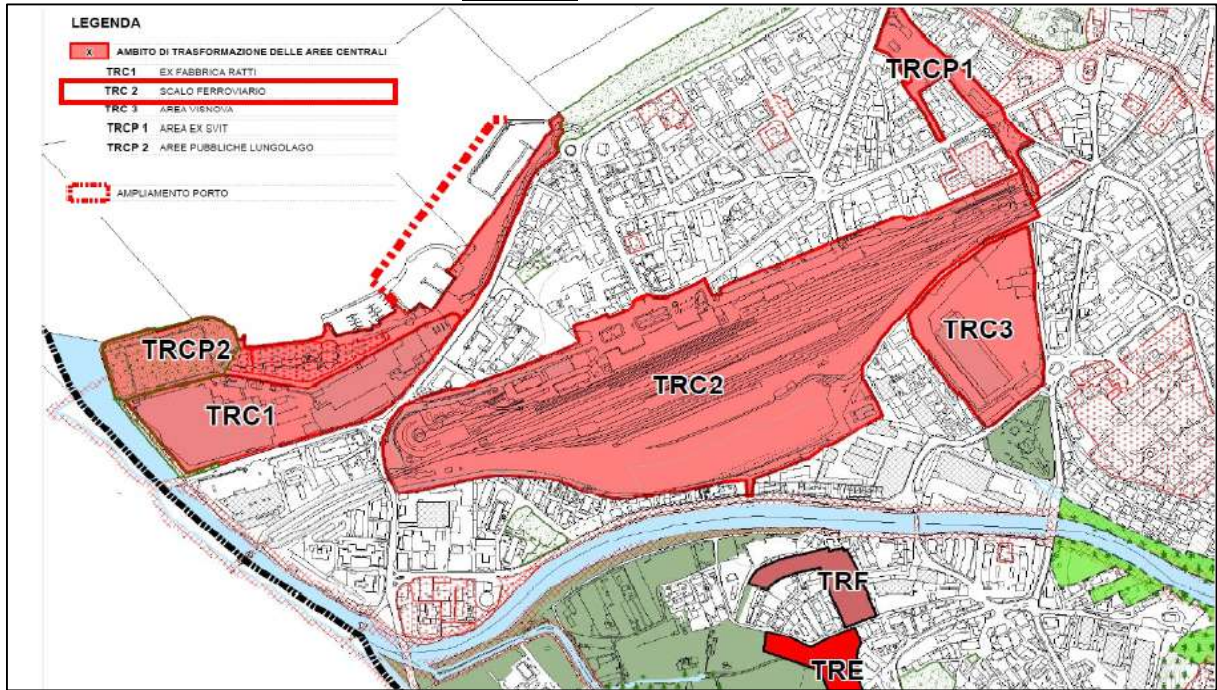 LEGENDA
X AMBITO DI TRASFORMAZIONE DELLE AREE CENTRALI
TRC1 EX FABBRICA RATTI
TRC 2 SCALO FERROVIARIO
TRC 3 AREA VISNOVA
TRCP 1 AREA EX SVIT
TRCP 2 AREE PUBBLICHE LUNGOLAGO
AMPLIAMENTO PORTO
TRCP1
TRCP2
TRC1
TRC2
TRC3
TRF
TRE